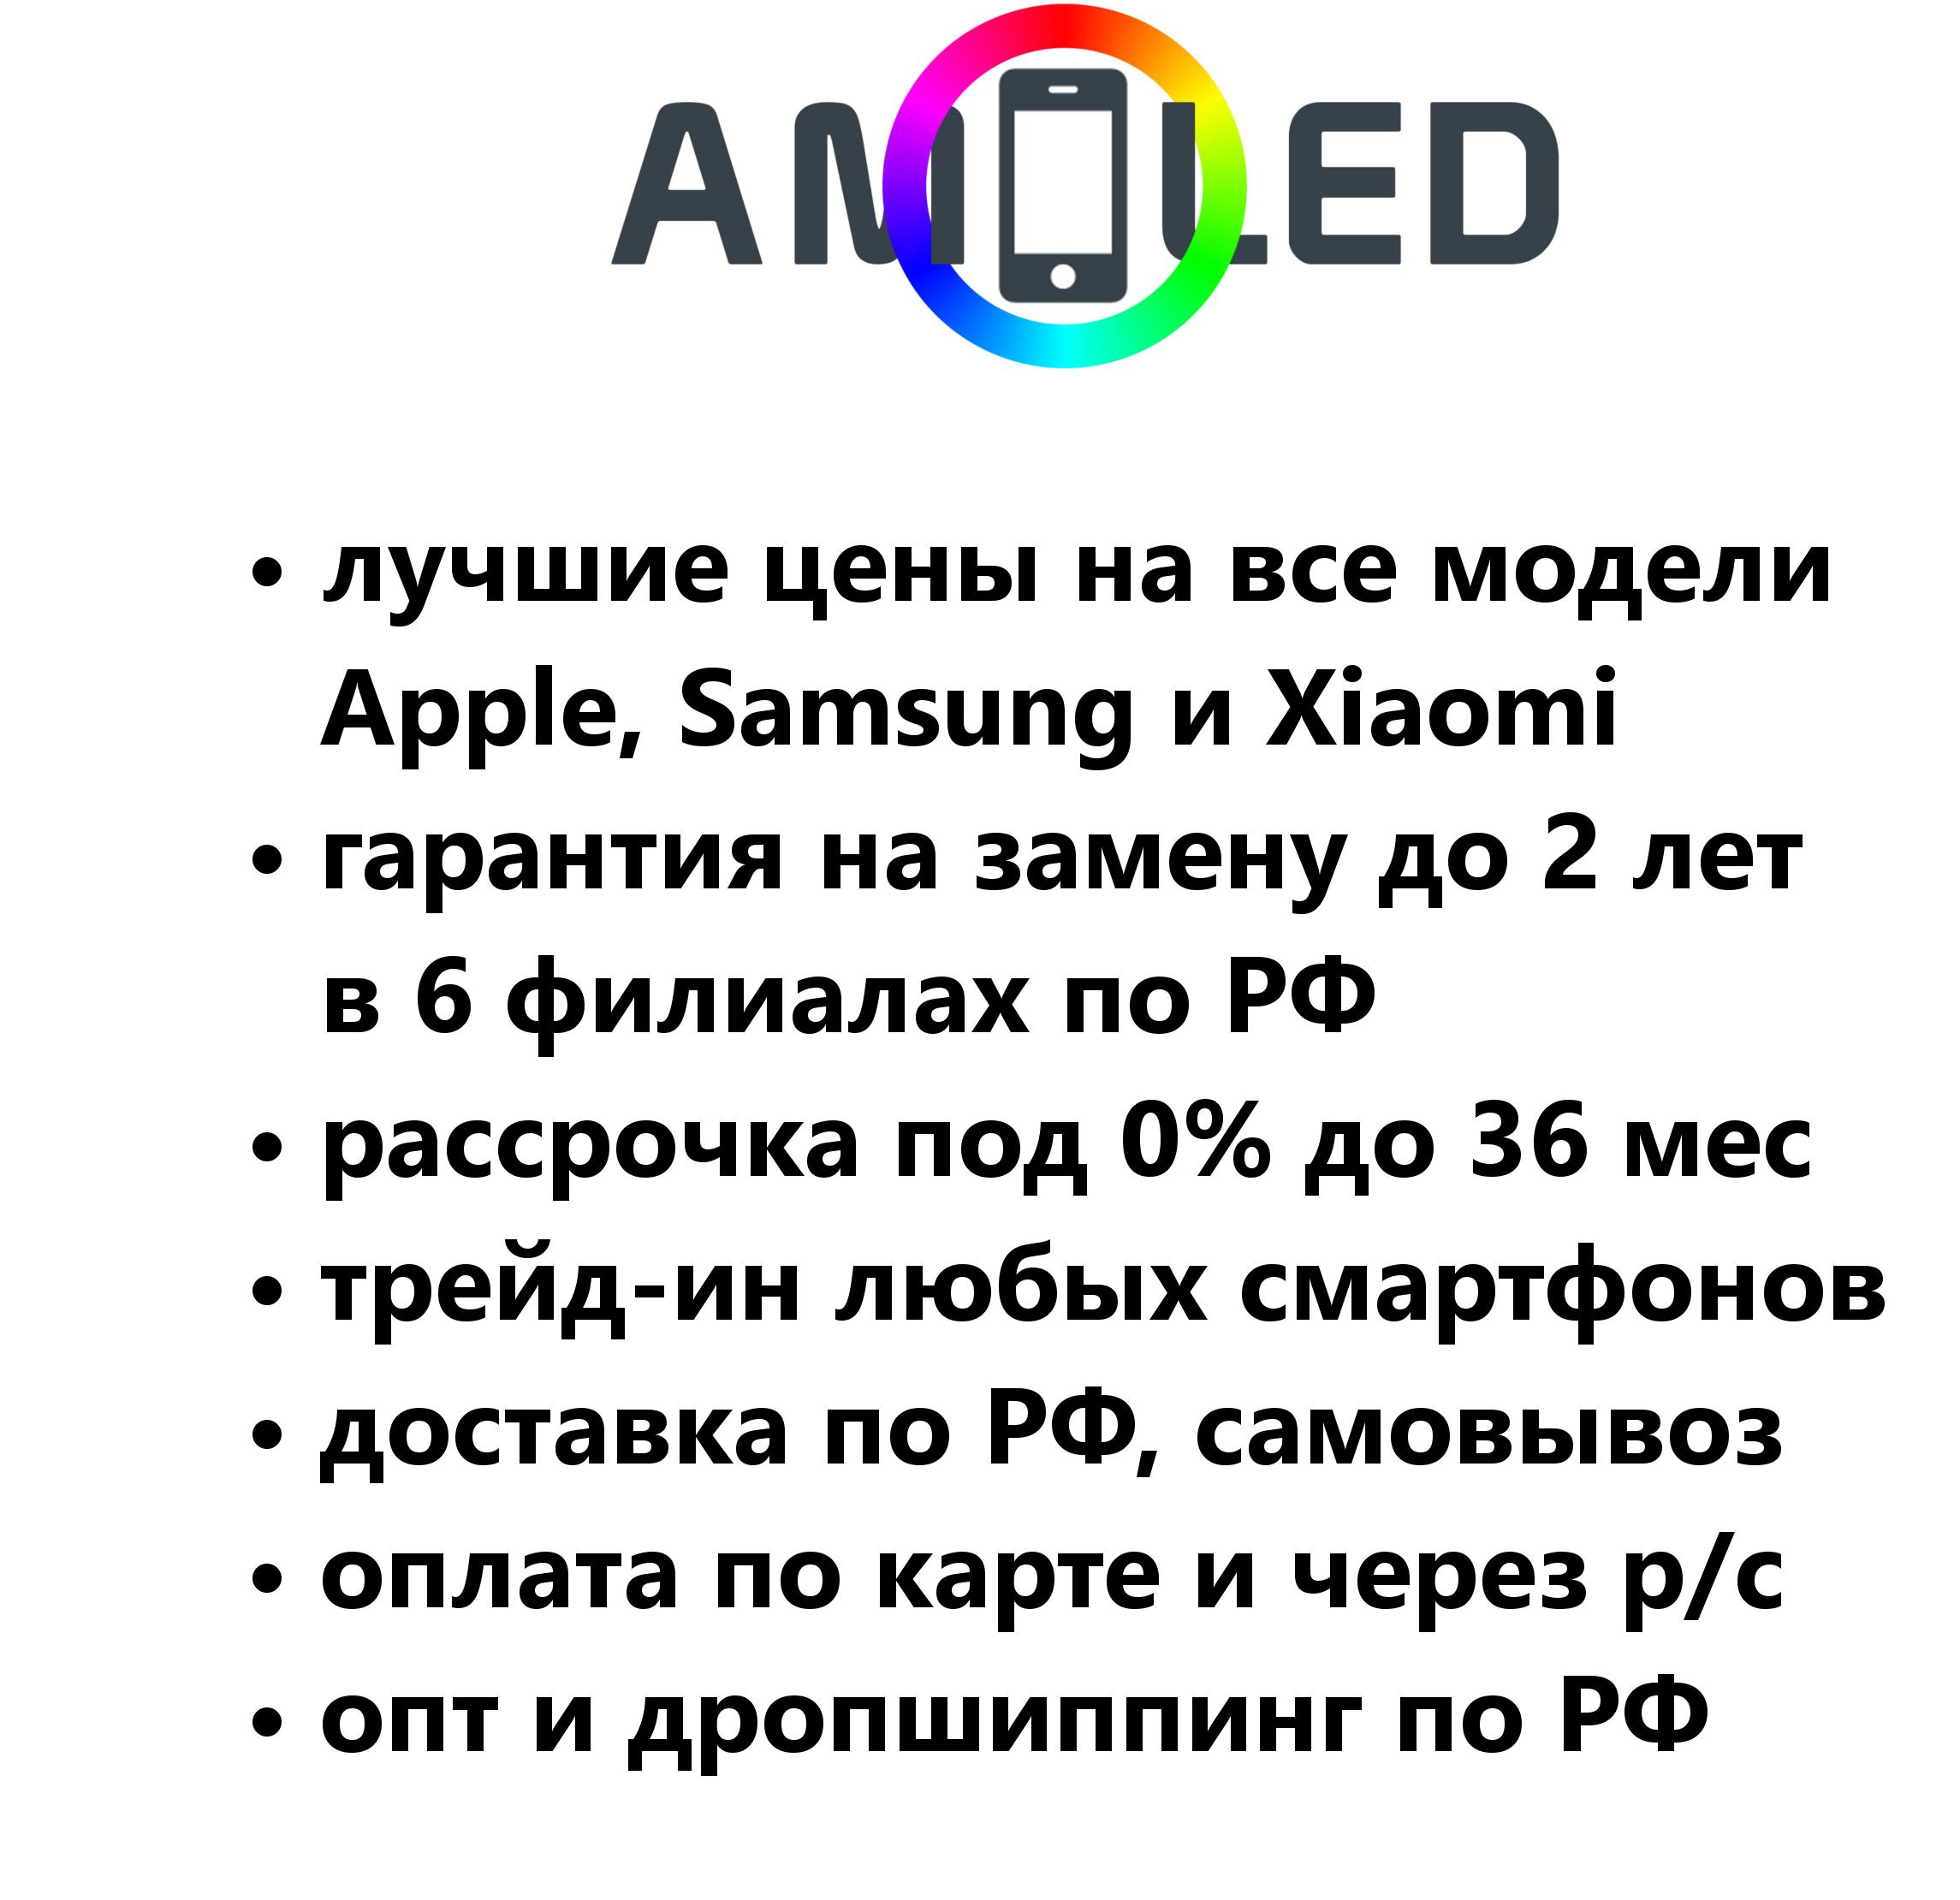 AMOLED
• лучшие цены на все модели
Apple, Samsung и Xiaomi
• гарантия на замену до 2 лет
в 6 филиалах по РФ
• рассрочка под 0% до 36 мес
• трейд-ин любых смартфонов
• доставка по РФ, самовывоз
• оплата по карте и через р/с
• опт и дропшиппинг по РФ